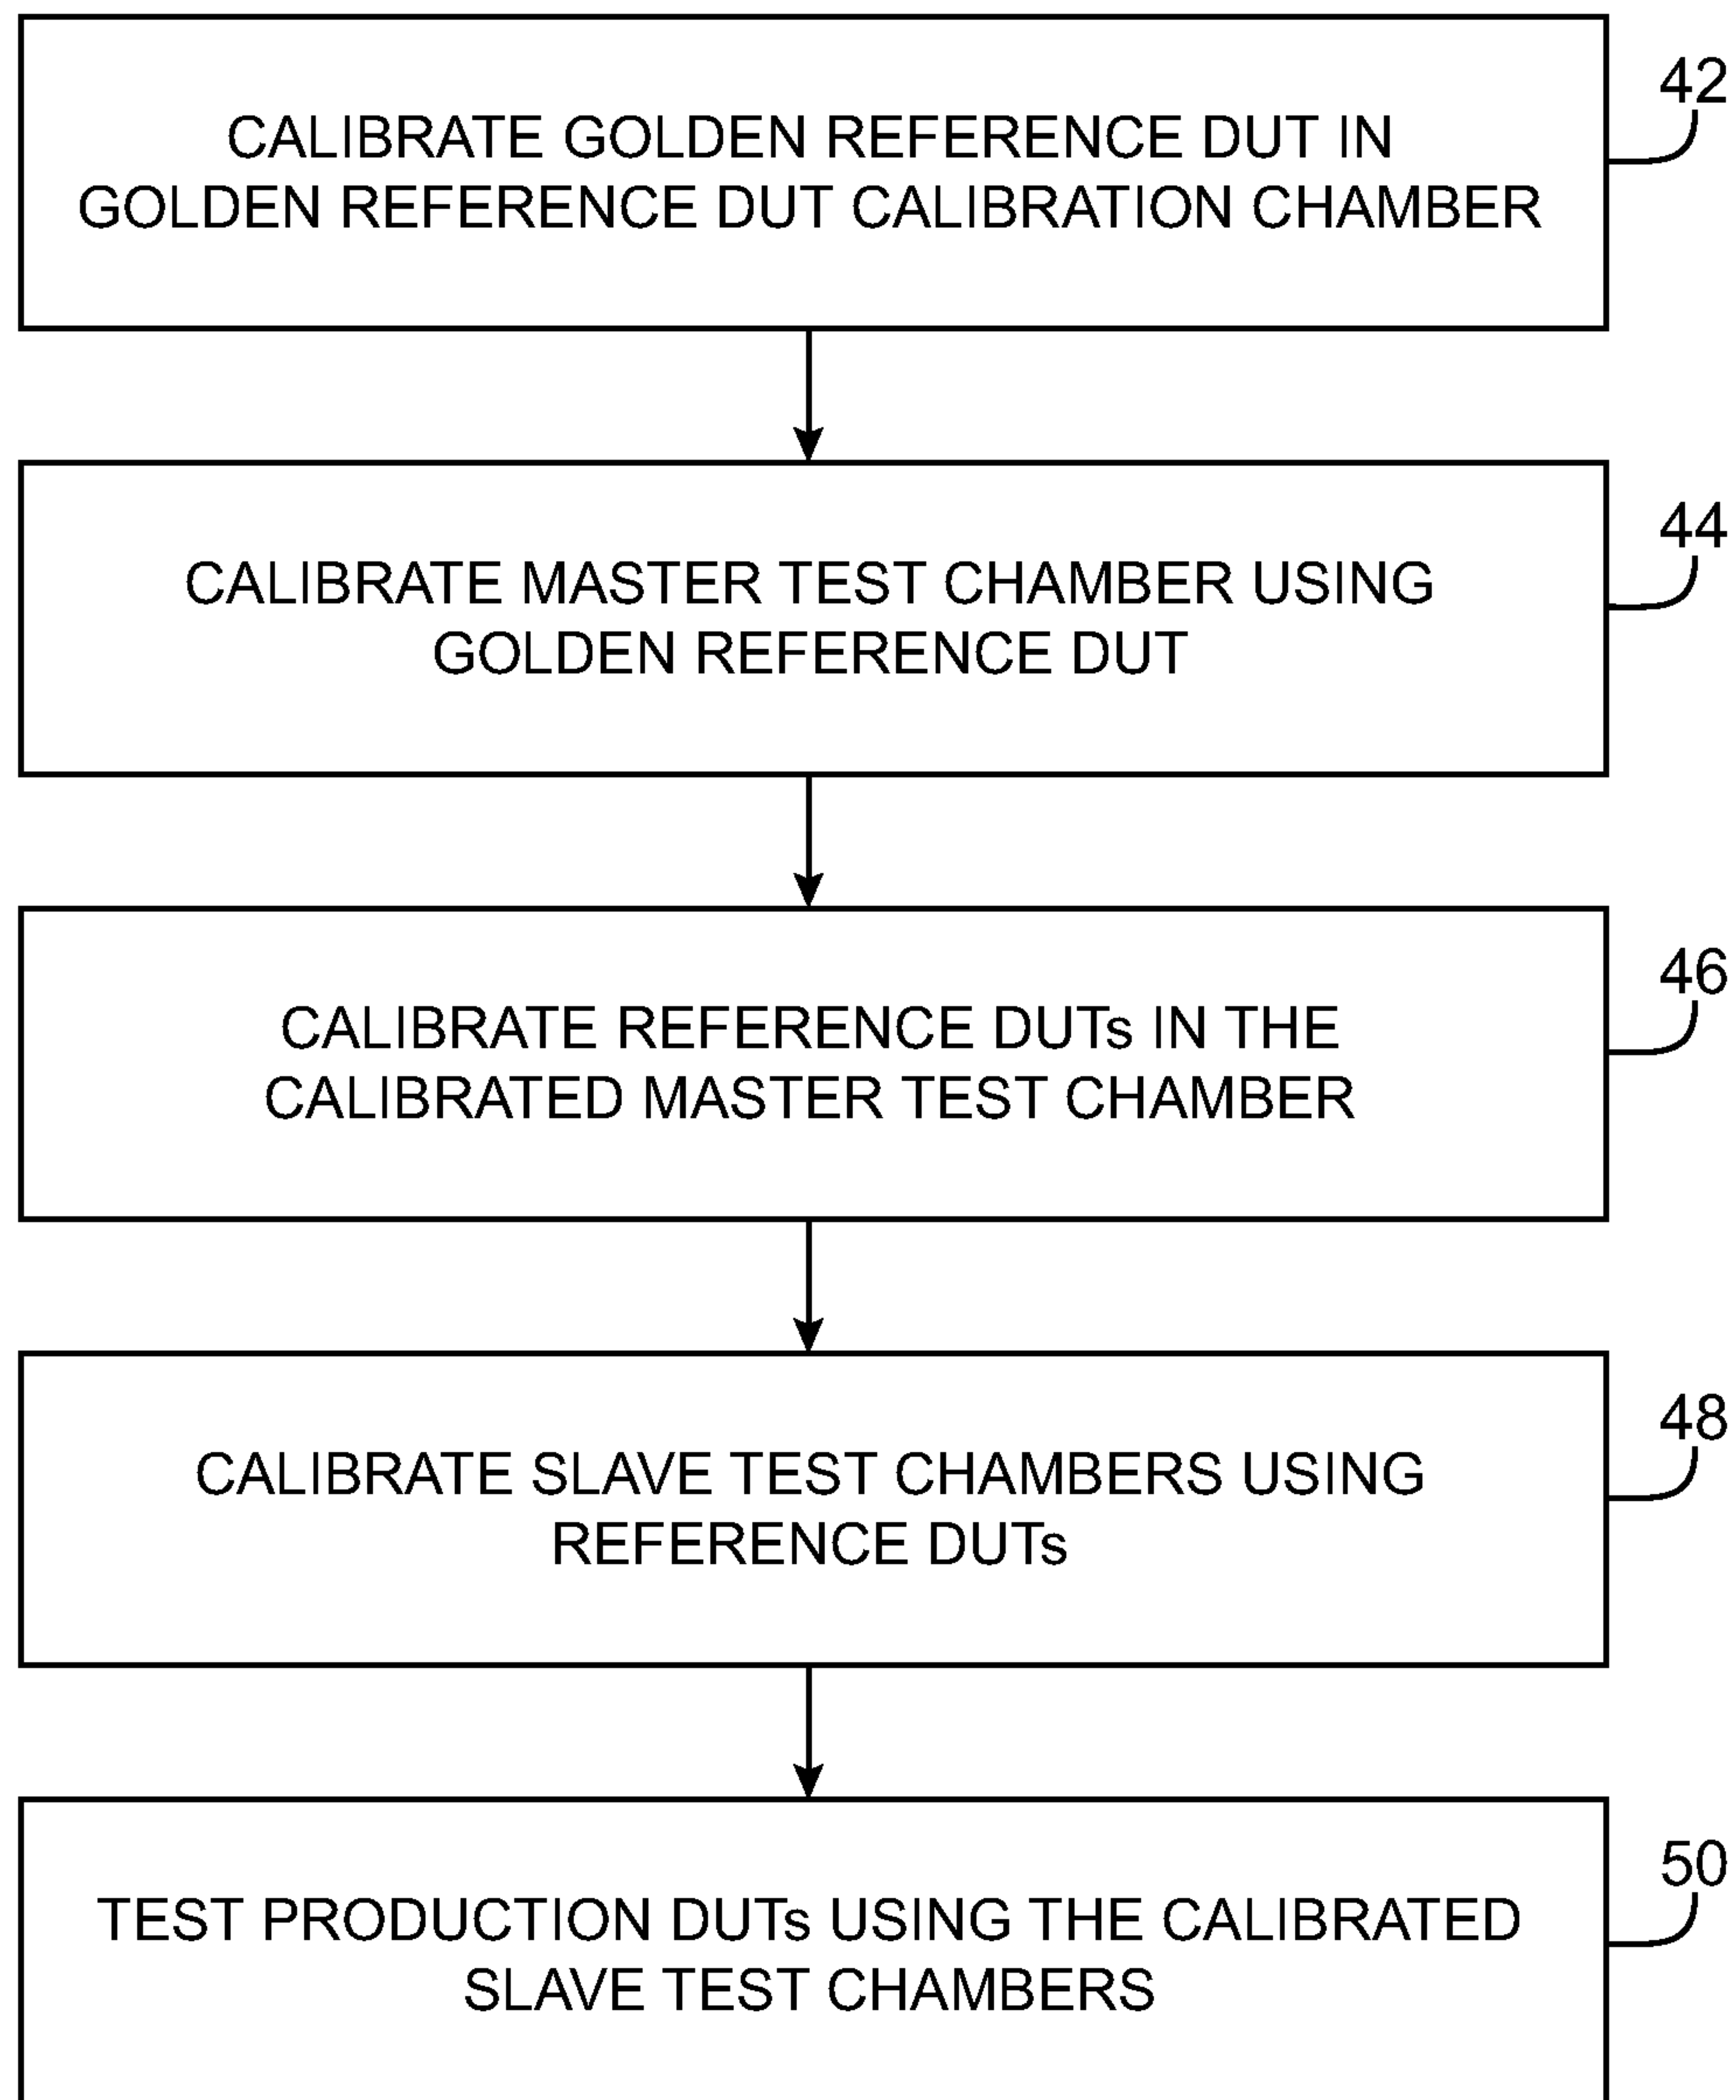 42
CALIBRATE GOLDEN REFERENCE DUT IN
GOLDEN REFERENCE DUT CALIBRATION CHAMBER
44
CALIBRATE MASTER TEST CHAMBER USING
GOLDEN REFERENCE DUT
46
CALIBRATE REFERENCE DUTs IN THE
CALIBRATED MASTER TEST CHAMBER
48
CALIBRATE SLAVE TEST CHAMBERS USING
REFERENCE DUTs
50
TEST PRODUCTION DUTs USING THE CALIBRATED
SLAVE TEST CHAMBERS